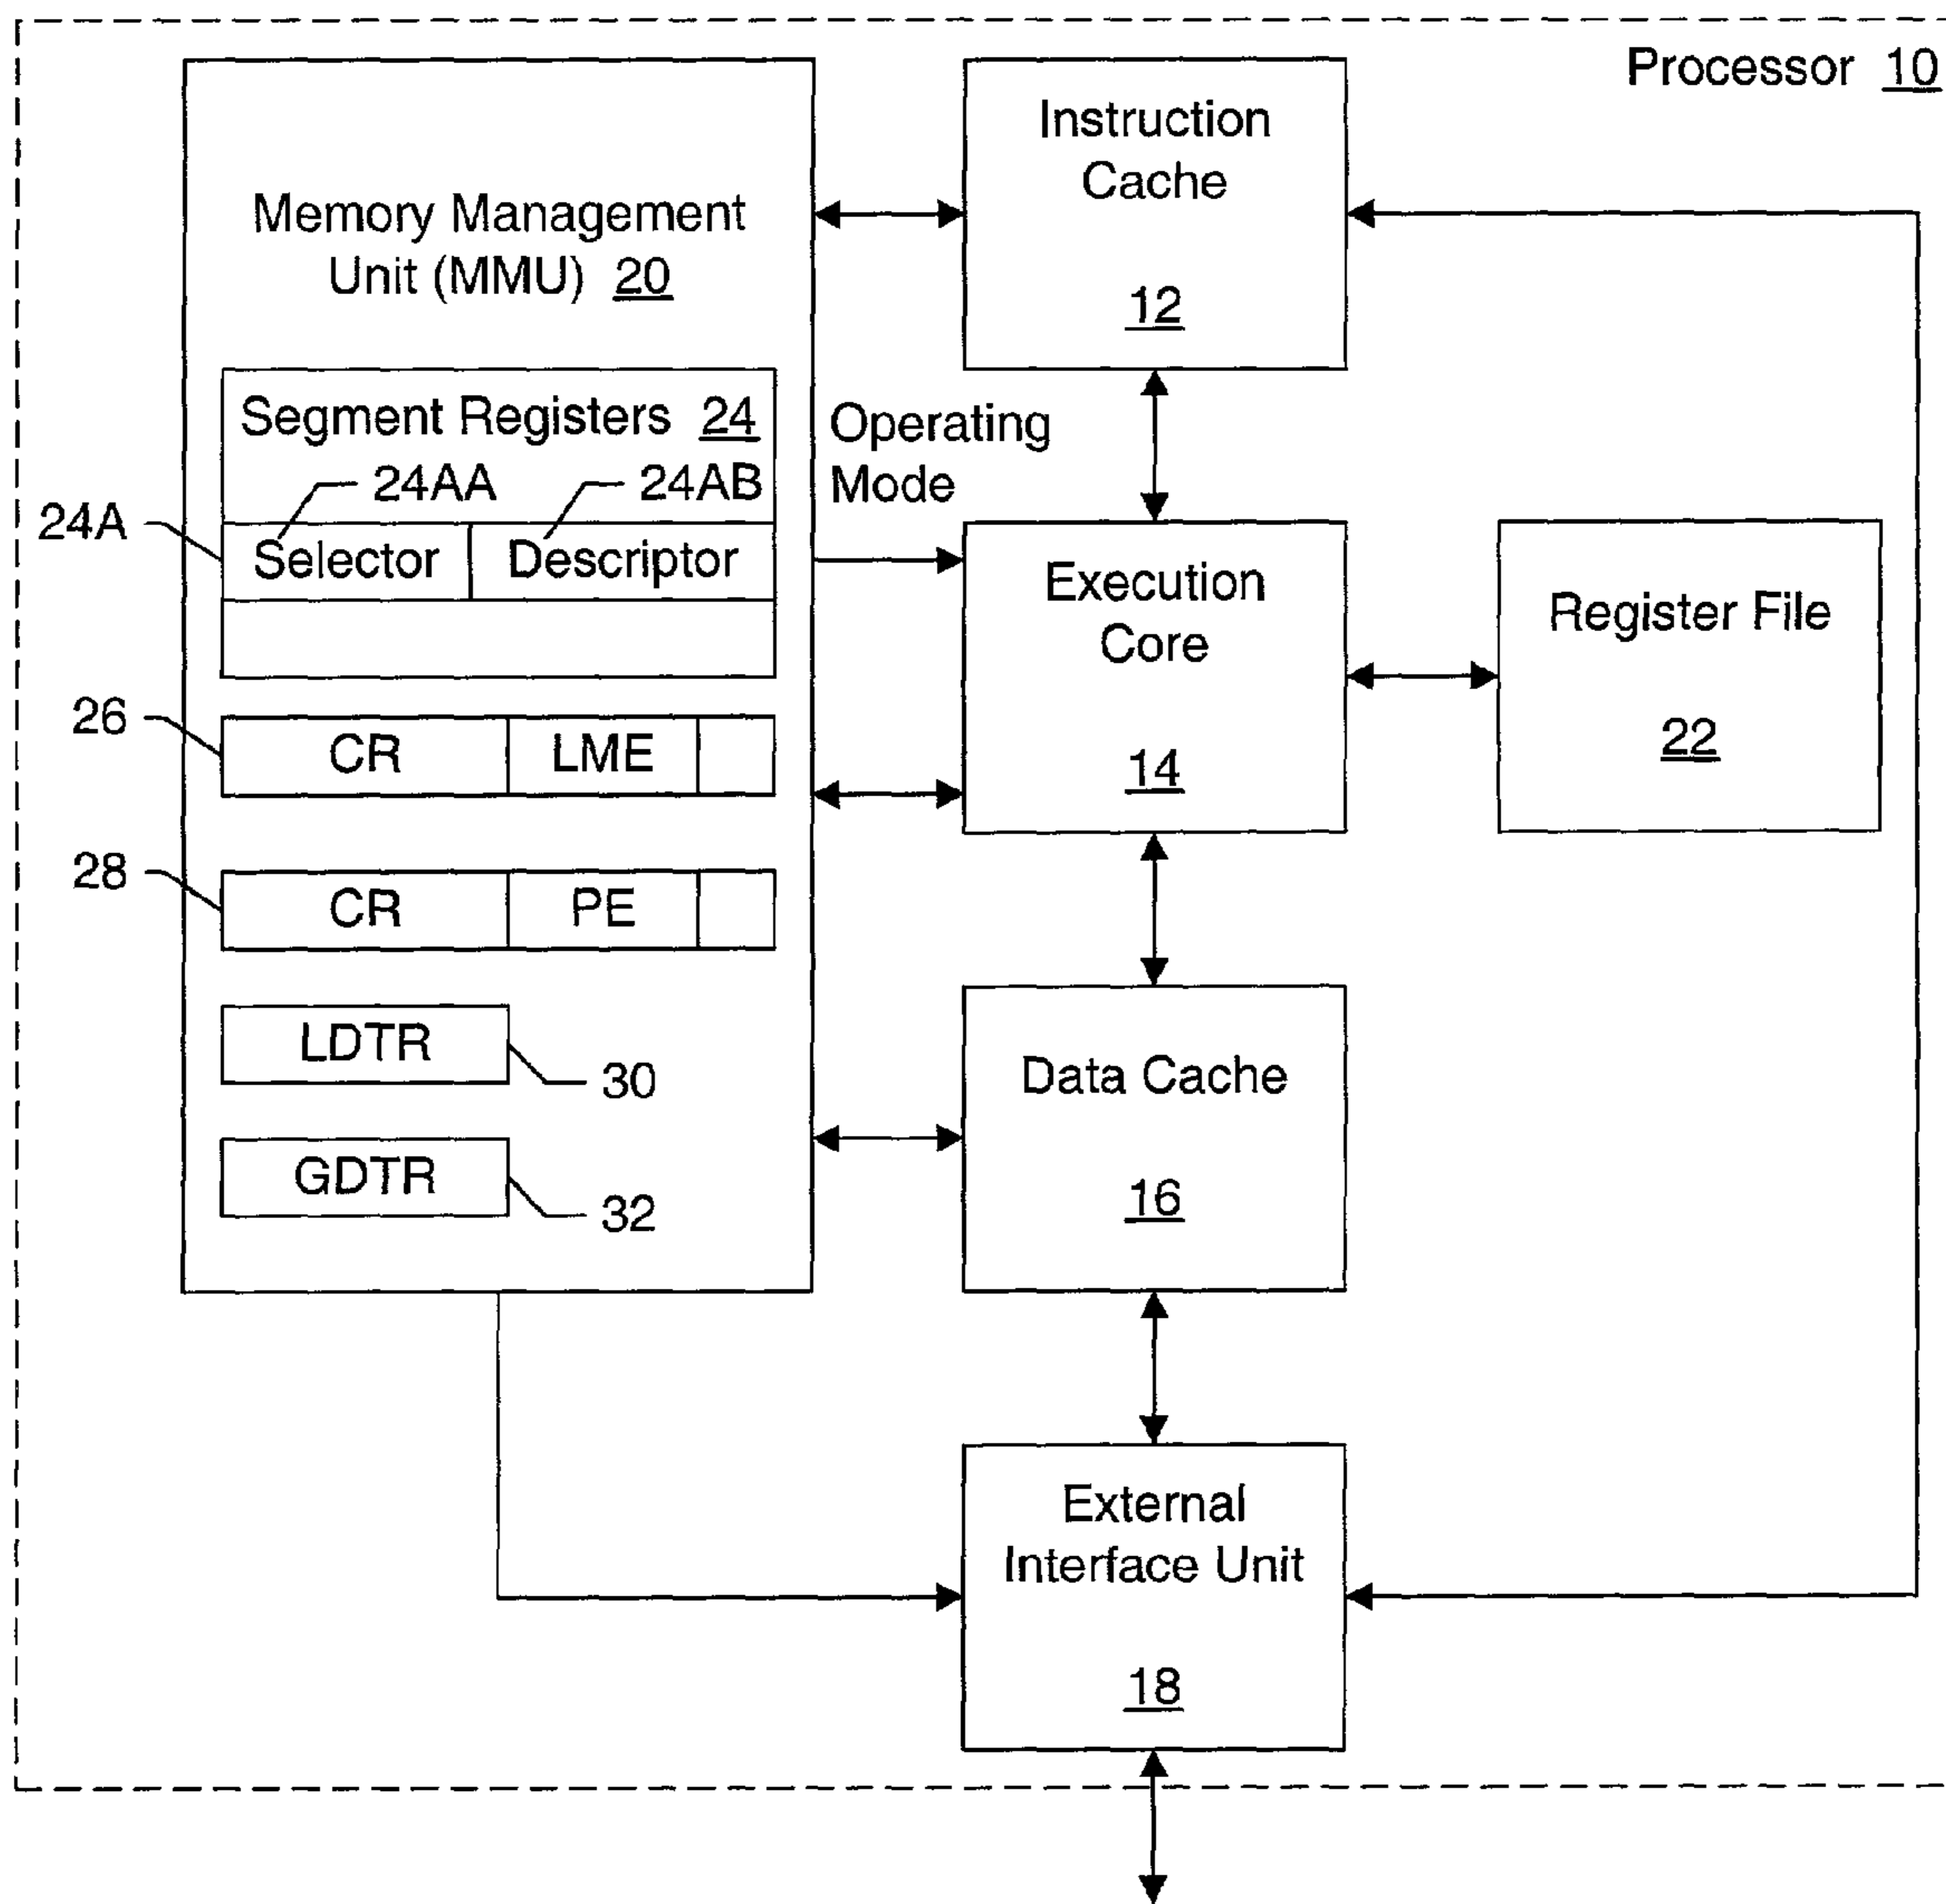 Processor 10
Memory Management
Unit (MMU) 20
Segment Registers 24
24AA
24AB
24A
Selector
Descriptor
26
CR
LME
28
CR
PE
LDTR
30
GDTR
32
Operating
Mode
Instruction
Cache
12
Execution
Core
14
Register File
22
Data Cache
16
External
Interface Unit
18